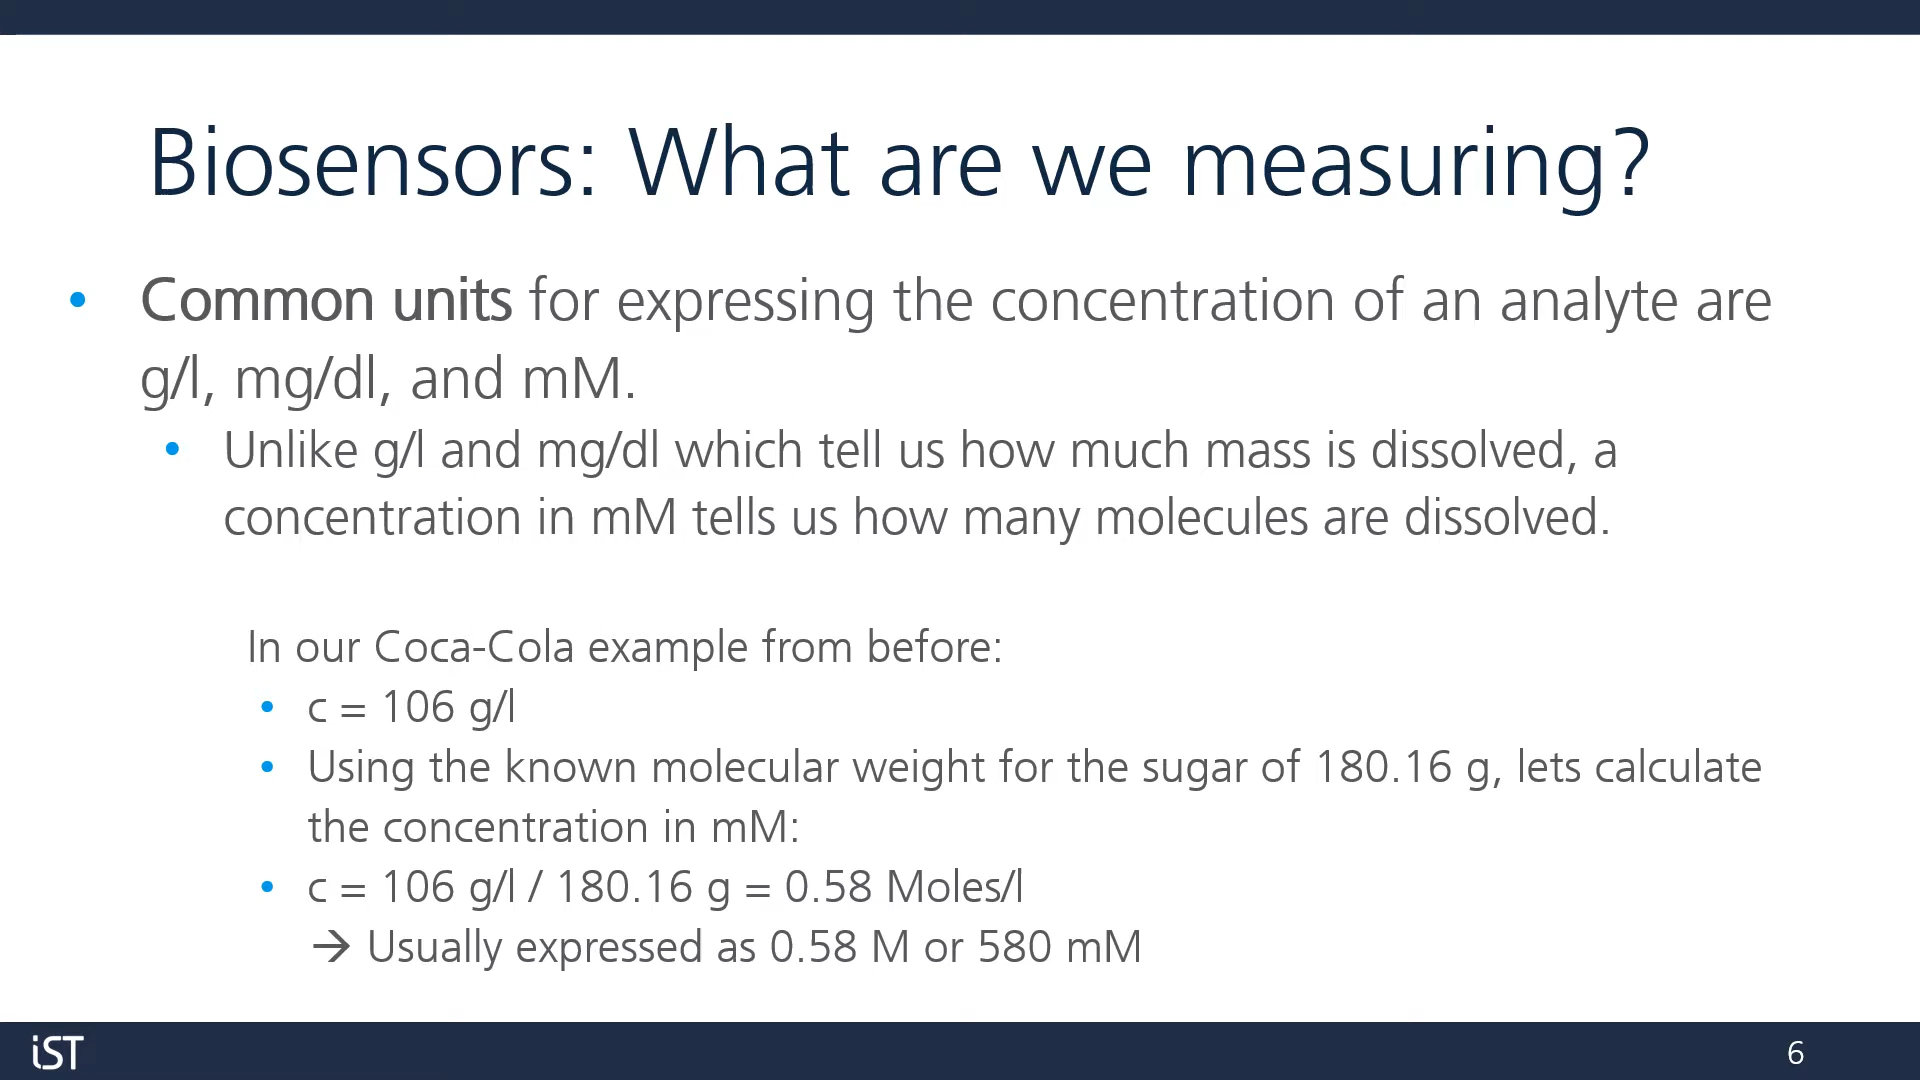 Biosensors: What are we measuring?
• Common units for expressing the concentration of an analyte are
g/l, mg/dl, and mM.
• Unlike g/l and mg/dl which tell us how much mass is dissolved, a
concentration in mM tells us how many molecules are dissolved.
In our Coca-Cola example from before:
• c = 106 g/l
• Using the known molecular weight for the sugar of 180.16 g, lets calculate
the concentration in mM:
• c = 106 g/l / 180.16 g = 0.58 Moles/l
→ Usually expressed as 0.58 M or 580 mM
iST
6